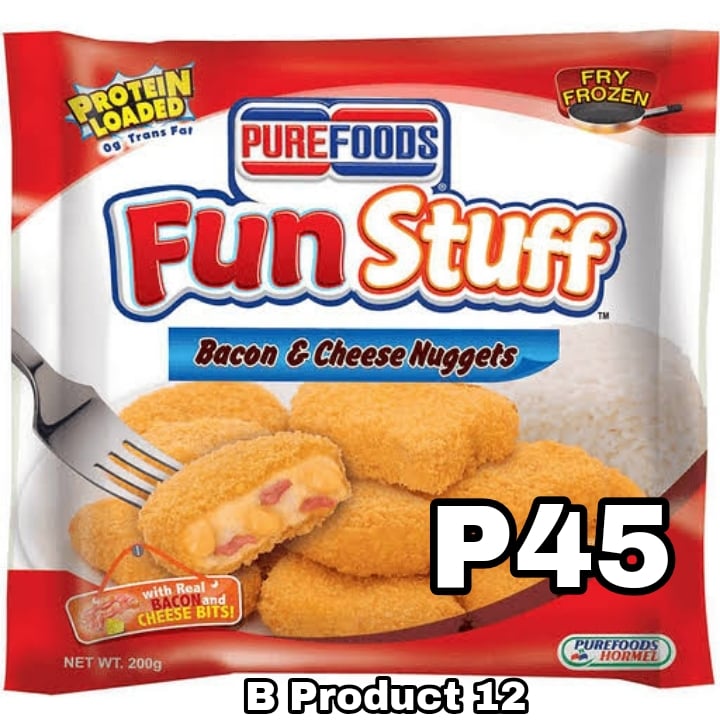 PROTEIN
LOADED
0g Trans Fat
FRY
FROZEN
PUREFOODS
®
Fun Stuff
TM
Bacon & Cheese Nuggets
P45
with Real
BACON and
CHEESE BITS!
PUREFOODS
HORMEL
NET WT. 200g
B Product 12